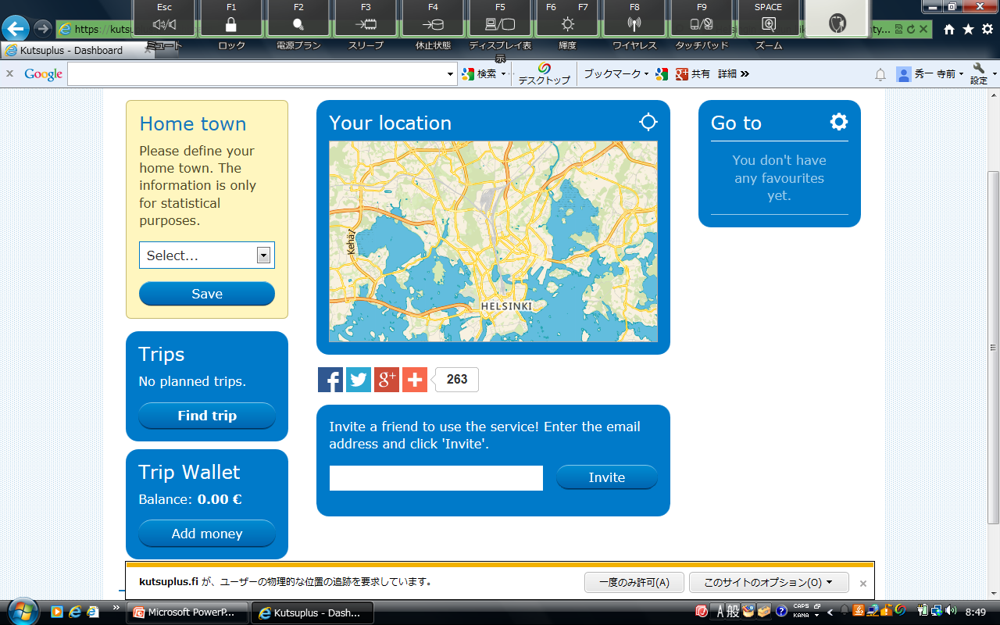 Esc
F1
F2
F3
F4
F5
F6
F7
F8
F9
SPACE
ミュート
ロック
電源プラン
スリープ
休止状態
ディスプレイ表示
輝度
ワイヤレス
タッチパッド
ズーム
https://kutsu
Kutsuplus - Dashboard
Google
検索
デスクトップ
ブックマーク
共有
詳細
秀一 寺前
設定
Home town
Please define your
home town. The
information is only
for statistical
purposes.
Select...
Save
Trips
No planned trips.
Find trip
Trip Wallet
Balance: 0.00 €
Add money
Your location
Kehä
HELSINKI
263
Invite a friend to use the service! Enter the email
address and click 'Invite'.
Invite
Go to
You don't have
any favourites
yet.
kutsuplus.fi が、ユーザーの物理的な位置の追跡を要求しています。
一度のみ許可(A)
このサイトのオプション(O)
Microsoft PowerP...
Kutsuplus - Dash...
A 般
CAPS
KANA
8:49